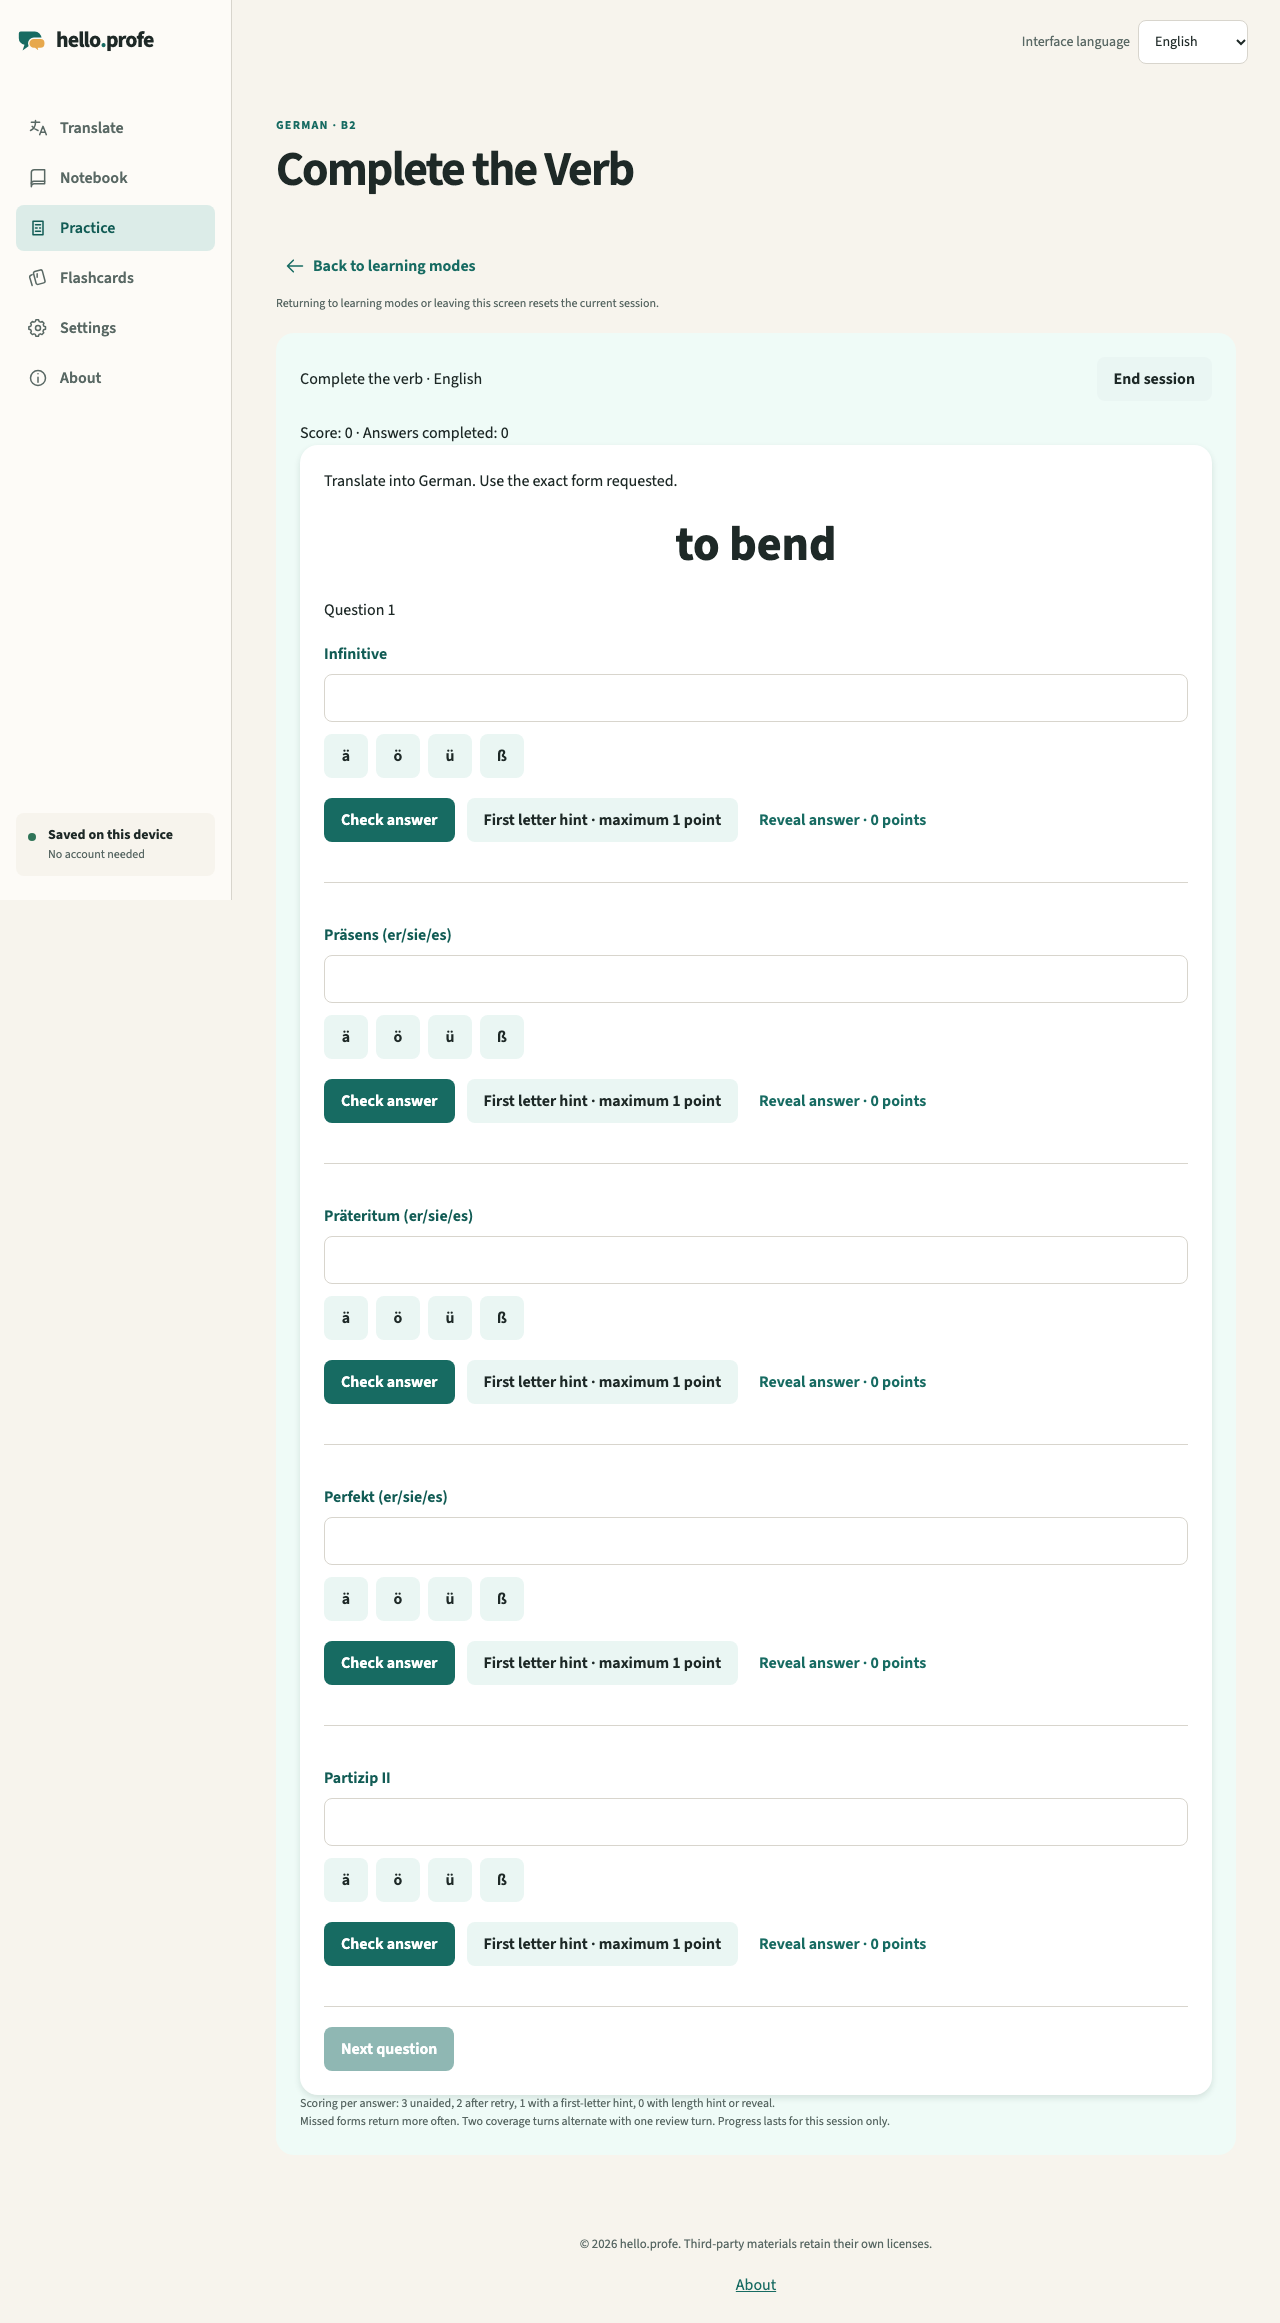 hello.profe
Interface language
English
Translate
Notebook
Practice
Flashcards
Settings
About
Saved on this device
No account needed
GERMAN · B2
Complete the Verb
Back to learning modes
Returning to learning modes or leaving this screen resets the current session.
Complete the verb · English
End session
Score: 0 · Answers completed: 0
Translate into German. Use the exact form requested.
to bend
Question 1
Infinitive
ä ö ü ß
Check answer First letter hint · maximum 1 point Reveal answer · 0 points
Präsens (er/sie/es)
ä ö ü ß
Check answer First letter hint · maximum 1 point Reveal answer · 0 points
Präteritum (er/sie/es)
ä ö ü ß
Check answer First letter hint · maximum 1 point Reveal answer · 0 points
Perfekt (er/sie/es)
ä ö ü ß
Check answer First letter hint · maximum 1 point Reveal answer · 0 points
Partizip II
ä ö ü ß
Check answer First letter hint · maximum 1 point Reveal answer · 0 points
Next question
Scoring per answer: 3 unaided, 2 after retry, 1 with a first-letter hint, 0 with length hint or reveal.
Missed forms return more often. Two coverage turns alternate with one review turn. Progress lasts for this session only.
© 2026 hello.profe. Third-party materials retain their own licenses.
About